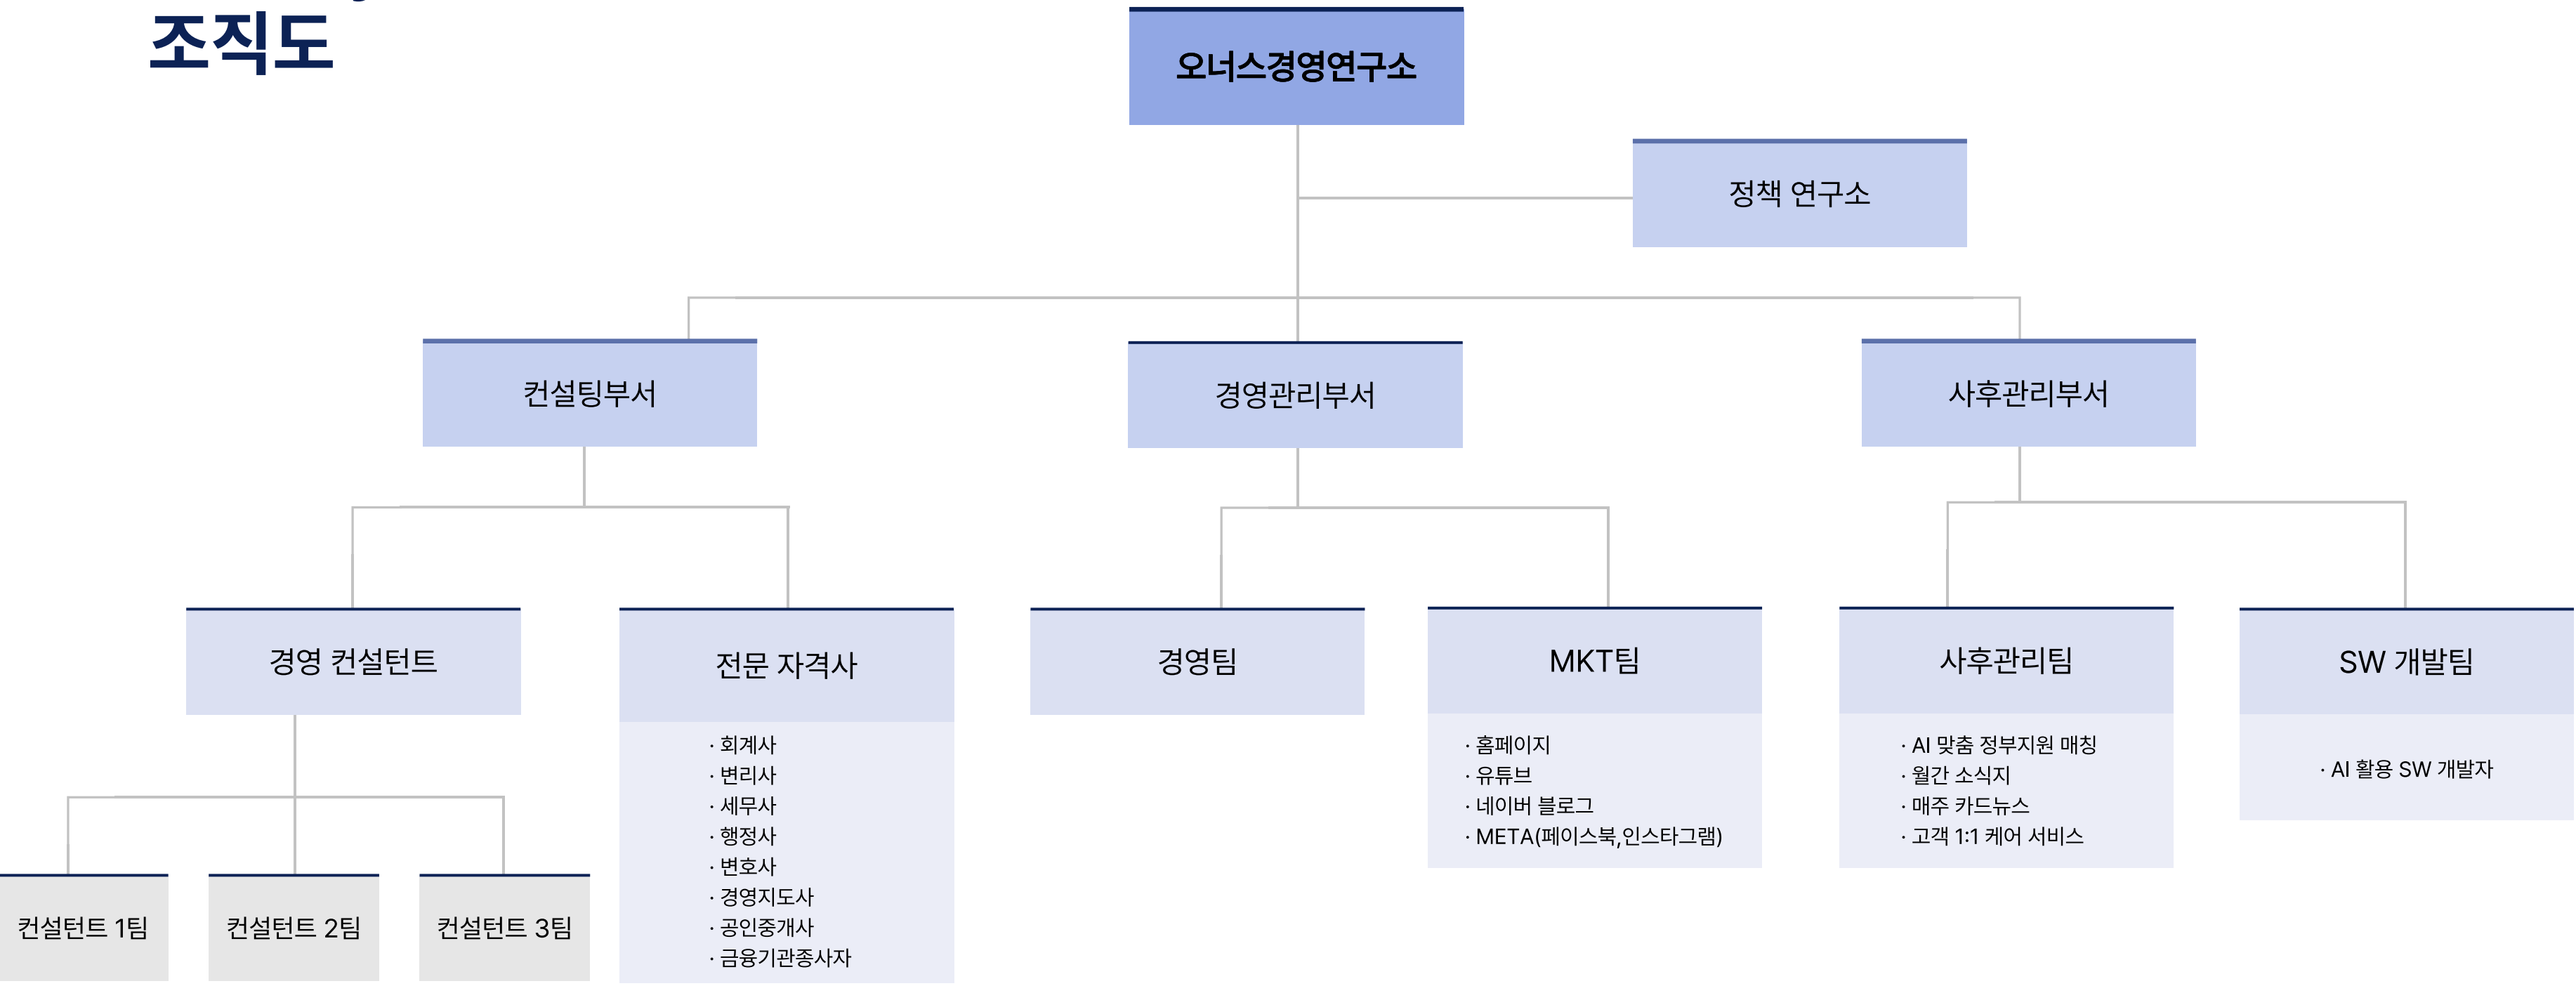 조직도
오너스경영연구소
정책 연구소
컨설팅부서
경영관리부서
사후관리부서
경영 컨설턴트
전문 자격사
경영팀
MKT팀
사후관리팀
SW 개발팀
· 회계사
· 변리사
· 세무사
· 행정사
· 변호사
· 경영지도사
· 공인중개사
· 금융기관종사자
· 홈페이지
· 유튜브
· 네이버 블로그
· META(페이스북,인스타그램)
· AI 맞춤 정부지원 매칭
· 월간 소식지
· 매주 카드뉴스
· 고객 1:1 케어 서비스
· AI 활용 SW 개발자
컨설턴트 1팀
컨설턴트 2팀
컨설턴트 3팀